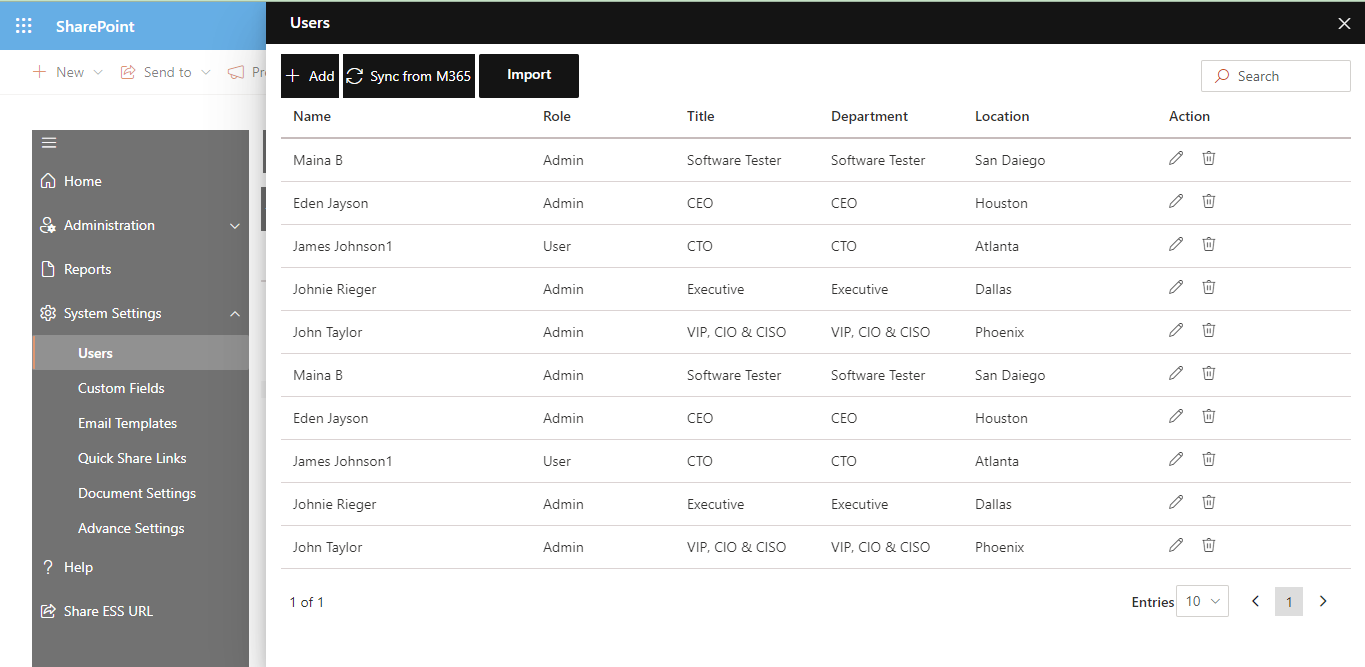 SharePoint
New Send to
Home
Administration
Reports
System Settings
Users
Custom Fields
Email Templates
Quick Share Links
Document Settings
Advance Settings
? Help
Share ESS URL
Users
Add Sync from M365 Import Search
Name Role Title Department Location Action
Maina B Admin Software Tester Software Tester San Daiego
Eden Jayson Admin CEO CEO Houston
James Johnson1 User CTO CTO Atlanta
Johnie Rieger Admin Executive Executive Dallas
John Taylor Admin VIP, CIO & CISO VIP, CIO & CISO Phoenix
Maina B Admin Software Tester Software Tester San Daiego
Eden Jayson Admin CEO CEO Houston
James Johnson1 User CTO CTO Atlanta
Johnie Rieger Admin Executive Executive Dallas
John Taylor Admin VIP, CIO & CISO VIP, CIO & CISO Phoenix
1 of 1 Entries 10 1